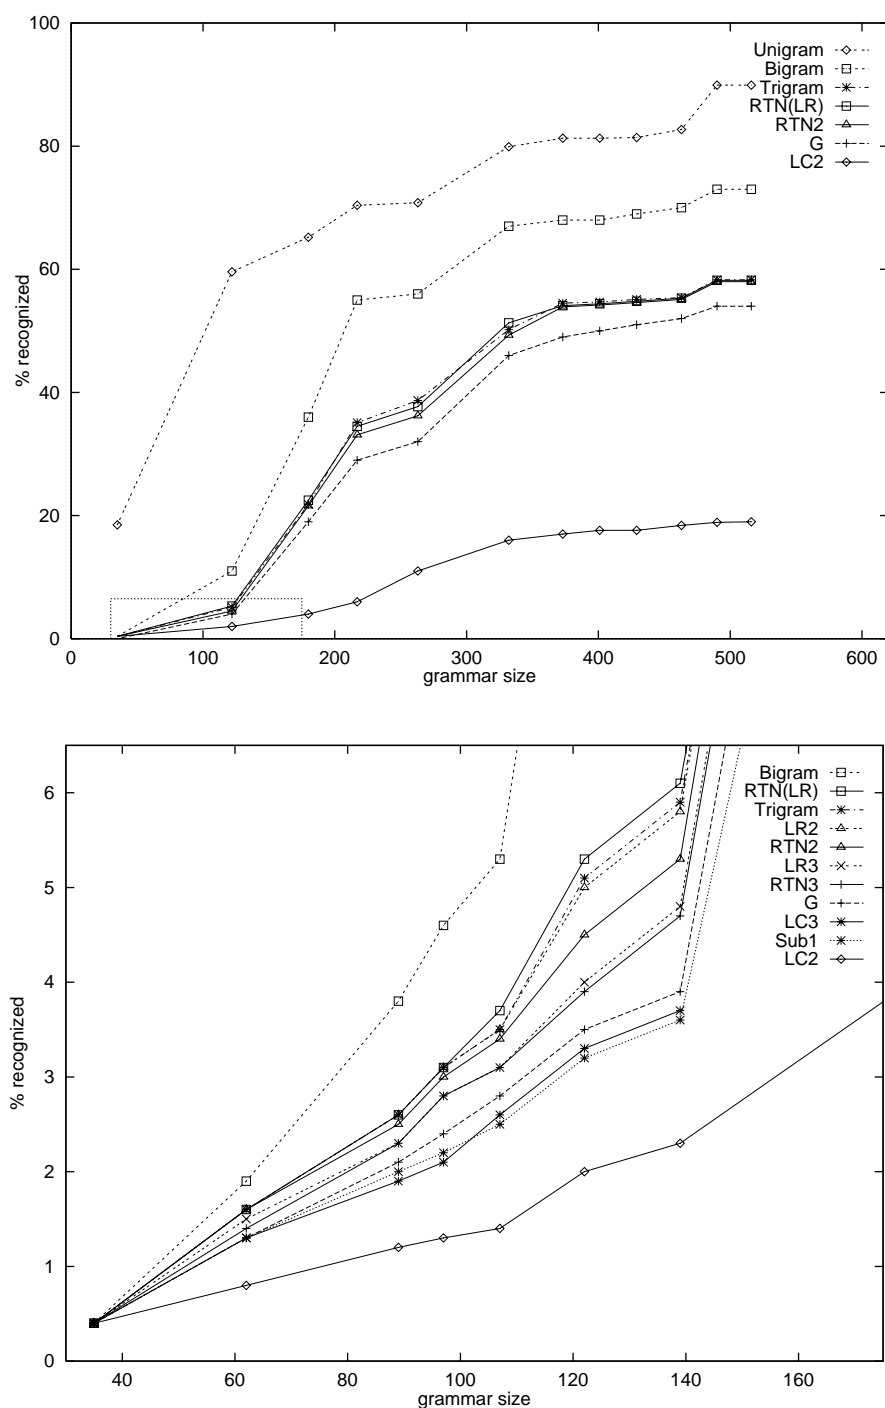 100
80
60
40
20
0
% recognized
Unigram
Bigram
Trigram
RTN(LR)
RTN2
G
LC2
0 100 200 300 400 500 600
grammar size
6
5
4
3
2
1
0
% recognized
Bigram
RTN(LR)
Trigram
LR2
RTN2
LR3
RTN3
G
LC3
Sub1
LC2
40 60 80 100 120 140 160
grammar size